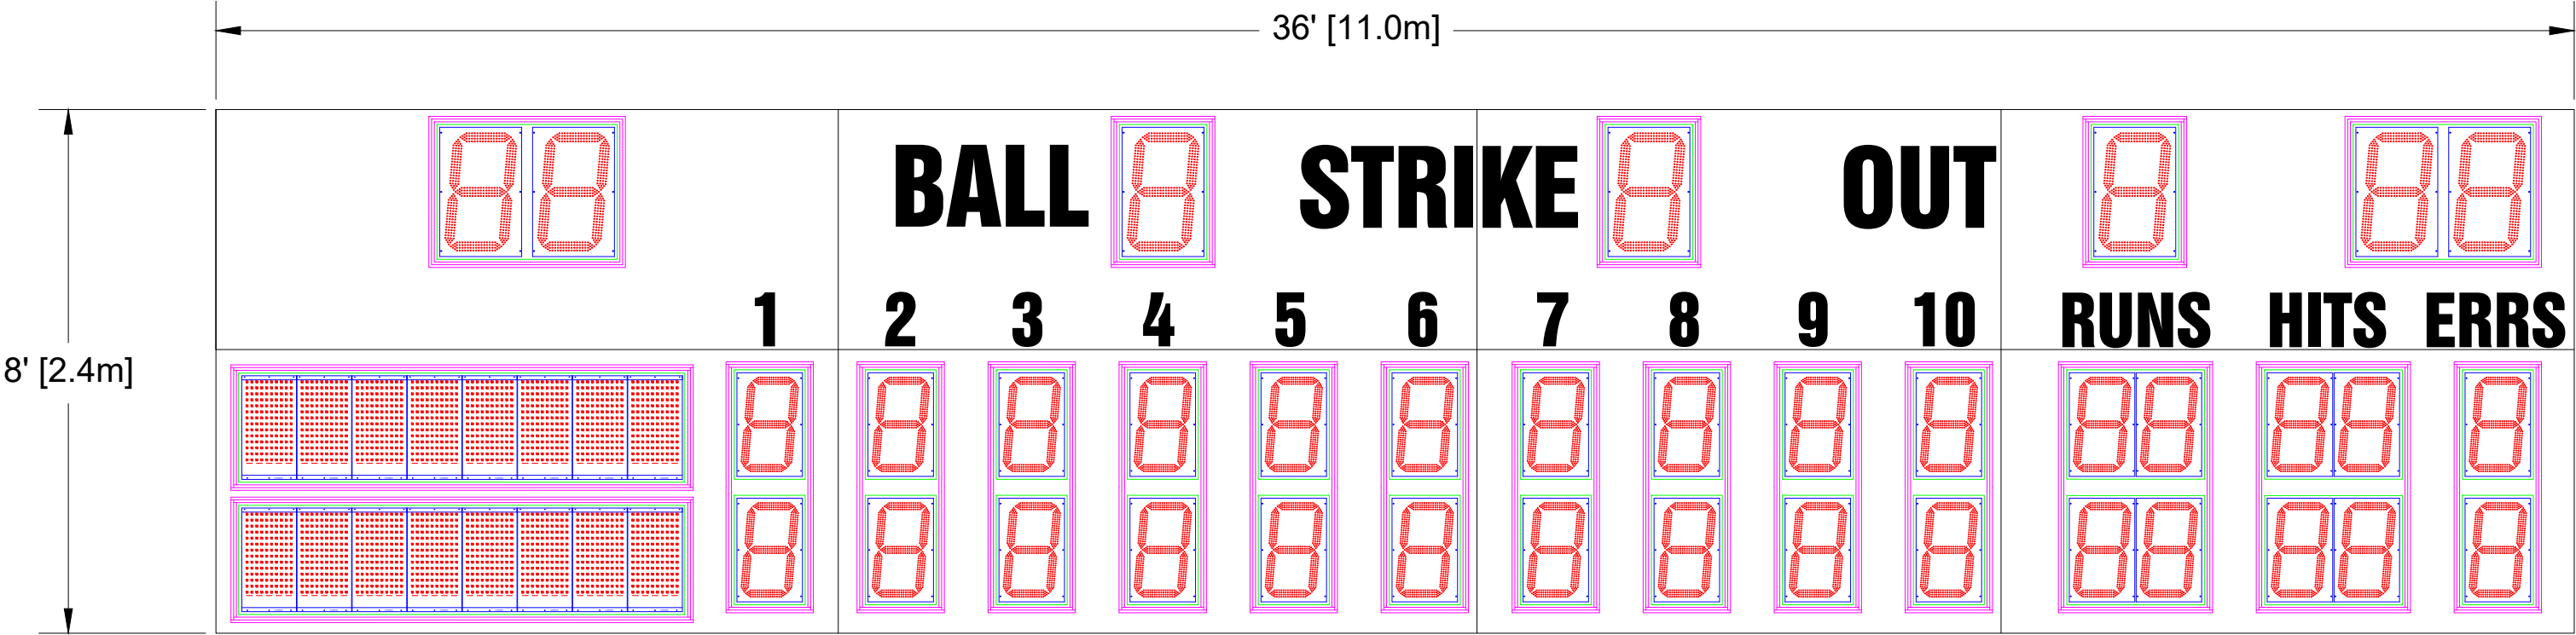 36' [11.0m]
BALL STRIKE OUT
1 2 3 4 5 6 7 8 9 10 RUNS HITS ERRS
8' [2.4m]